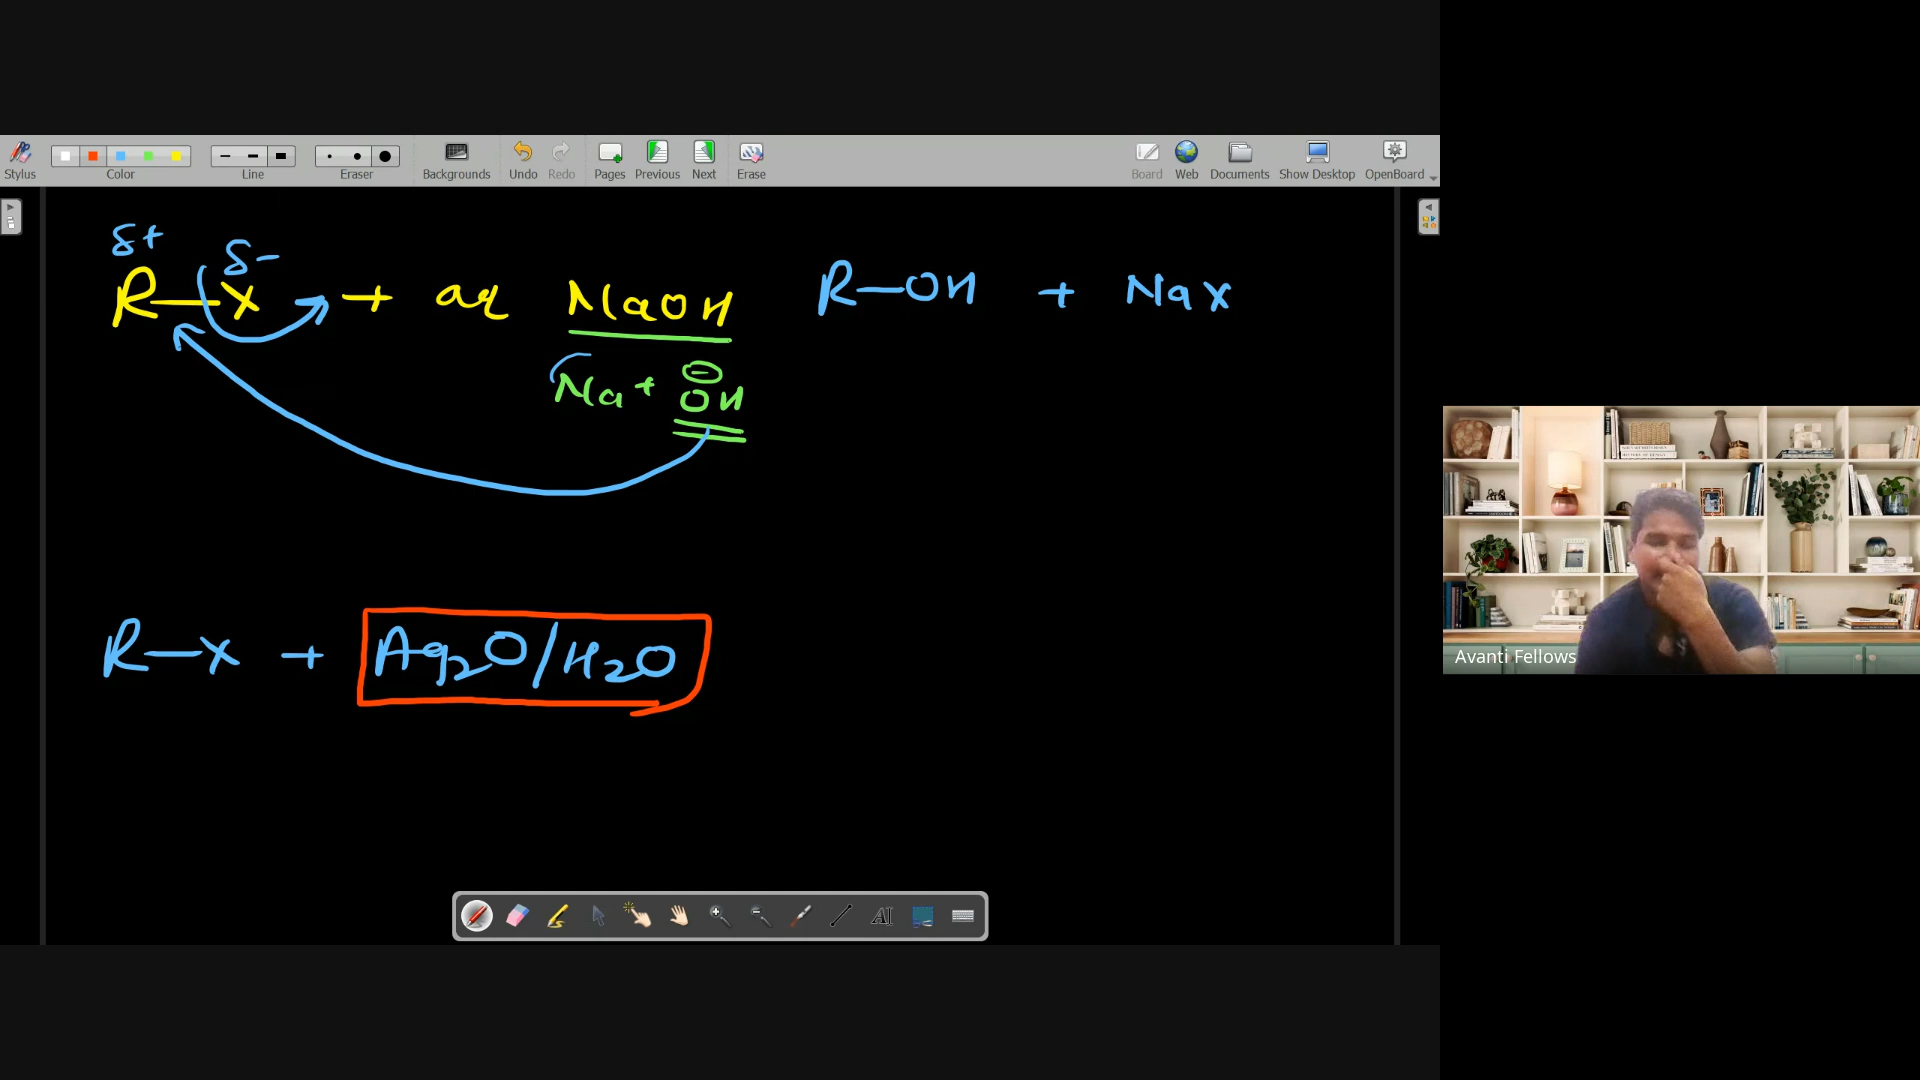 Stylus Color Line Eraser Backgrounds Undo Redo Pages Previous Next Erase Board Web Documents Show Desktop OpenBoard
δ+ δ-
R—X + aq NaOH R—OH + NaX
Na+ ⊖OH
R—X + Ag₂O/H₂O
Avanti Fellows
AI